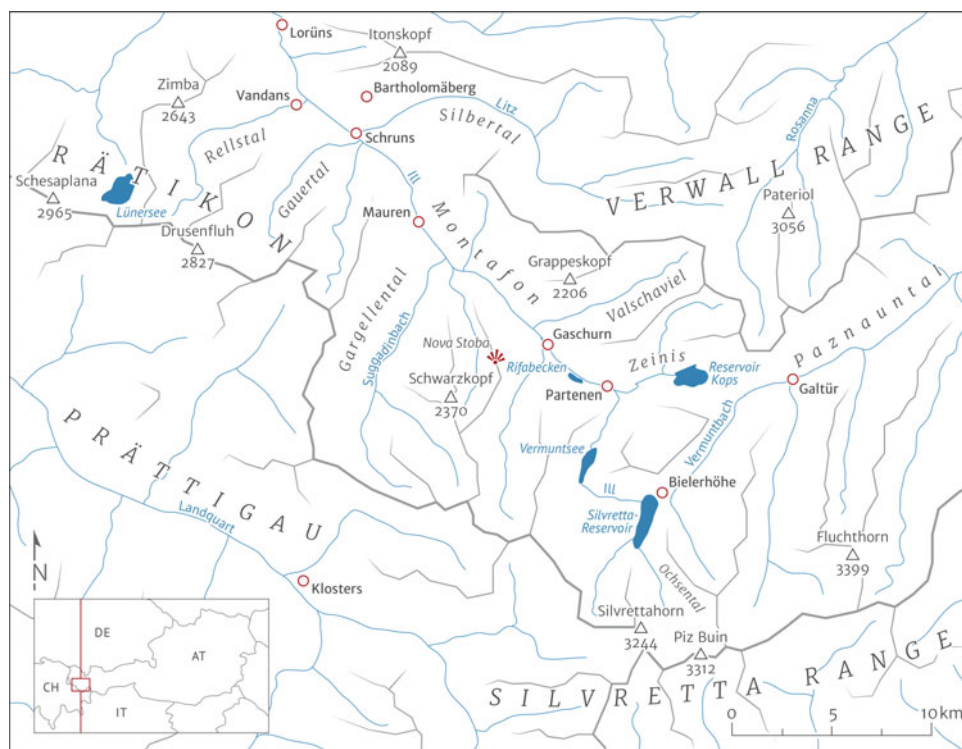 Lorüns
Itonskopf
2089
Zimba
2643
Vandans
Bartholomäberg
Litz
Silbertal
Schruns
Rellstal
Rosanna
RÄTIKON
Schesaplana
2965
Lünersee
Gauertal
Ill
VERWALL RANGE
Pateriol
3056
Mauren
Drusenfluh
2827
Montafon
Grappeskopf
2206
Valschaviel
Gargellental
Suggadinbach
Gaschurn
Nova Stoba
Rifabecken
Zeinis
Reservoir
Kops
Paznauntal
Schwarzkopf
2370
Partenen
Galtür
PRÄTTIGAU
Vermuntsee
Vermuntbach
Ill
Bielerhöhe
Silvretta-
Reservoir
Landquart
Fluchthorn
3399
N
Klosters
Ochsental
Silvrettahorn
3244
Piz Buin
3312
DE
AT
CH
IT
SILVRETTA RANGE
0 5 10 km